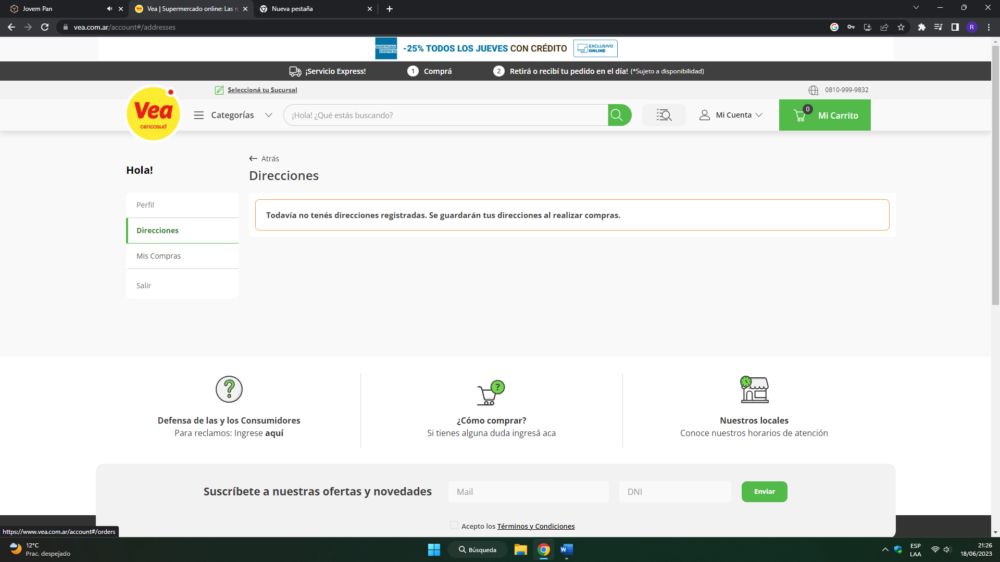 Jovem Pan
Vea | Supermercado online: Las m
Nueva pestaña
vea.com.ar/account#/addresses
R
AMERICAN EXPRESS
-25% TODOS LOS JUEVES CON CRÉDITO
EXCLUSIVO ONLINE
¡Servicio Express!
1 Comprá
2 Retirá o recibí tu pedido en el día! (*Sujeto a disponibilidad)
Seleccioná tu Sucursal
0810-999-9832
Vea
cencosud
Categorías
¡Hola! ¿Qué estás buscando?
Mi Cuenta
0
Mi Carrito
Atrás
Hola!
Direcciones
Perfil
Direcciones
Mis Compras
Salir
Todavía no tenés direcciones registradas. Se guardarán tus direcciones al realizar compras.
Defensa de las y los Consumidores
Para reclamos: Ingrese aquí
¿Cómo comprar?
Si tienes alguna duda ingresá aca
Nuestros locales
Conoce nuestros horarios de atención
Suscríbete a nuestras ofertas y novedades
Mail
DNI
Enviar
Acepto los Términos y Condiciones
https://www.vea.com.ar/account#/orders
12°C
Prac. despejado
Búsqueda
ESP
LAA
21:26
18/06/2023